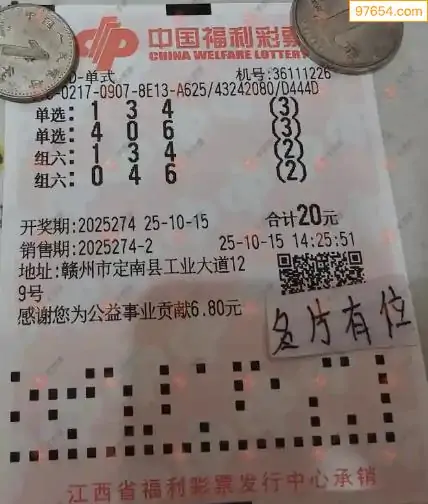 97654.com
中国福利彩票
CHINA WELFARE LOTTERY
D-单式 机号:36111226
-0217-0907-8E13-A625/43242080/D444D
单选: 1 3 4 (3)
单选: 4 0 6 (3)
组六: 1 3 4 (2)
组六: 0 4 6 (2)
开奖期:2025274 25-10-15 合计20元
销售期:2025274-2 25-10-15 14:25:51
地址:赣州市定南县工业大道12
9号
感谢您为公益事业贡献6.80元
名片有位
江西省福利彩票发行中心承销